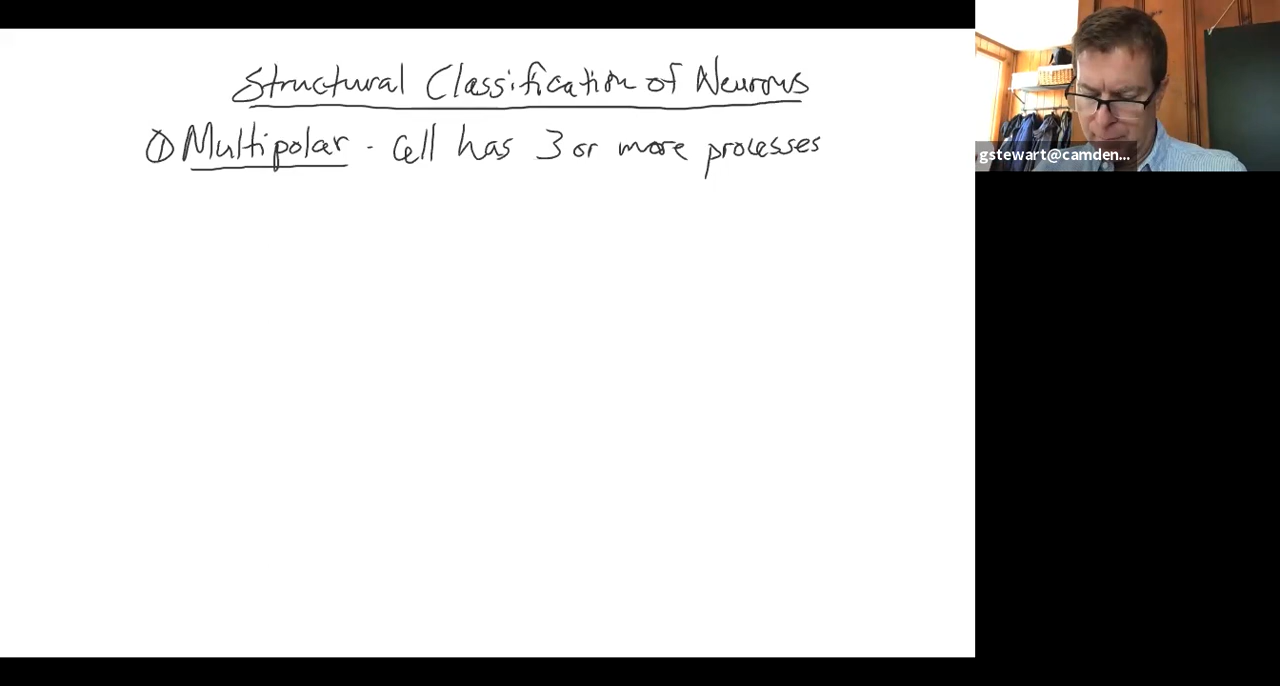 Structural Classification of Neurons
① Multipolar - Cell has 3 or more processes
gstewart@camden...